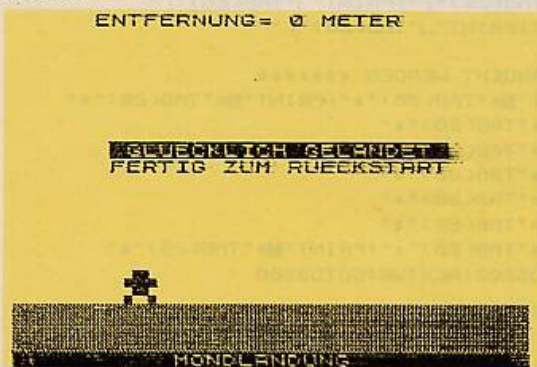 ENTFERNUNG= 0 METER
GLUECKLICH GELANDET
FERTIG ZUM RUECKSTART
MONDLANDUNG